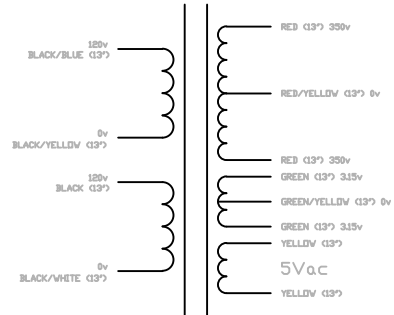 120v
BLACK/BLUE (13")
0v
BLACK/YELLOW (13")
120v
BLACK (13")
0v
BLACK/WHITE (13")
RED (13") 350v
RED/YELLOW (13") 0v
RED (13") 350v
GREEN (13") 3.15v
GREEN/YELLOW (13") 0v
GREEN (13") 3.15v
YELLOW (13")
5Vac
YELLOW (13")